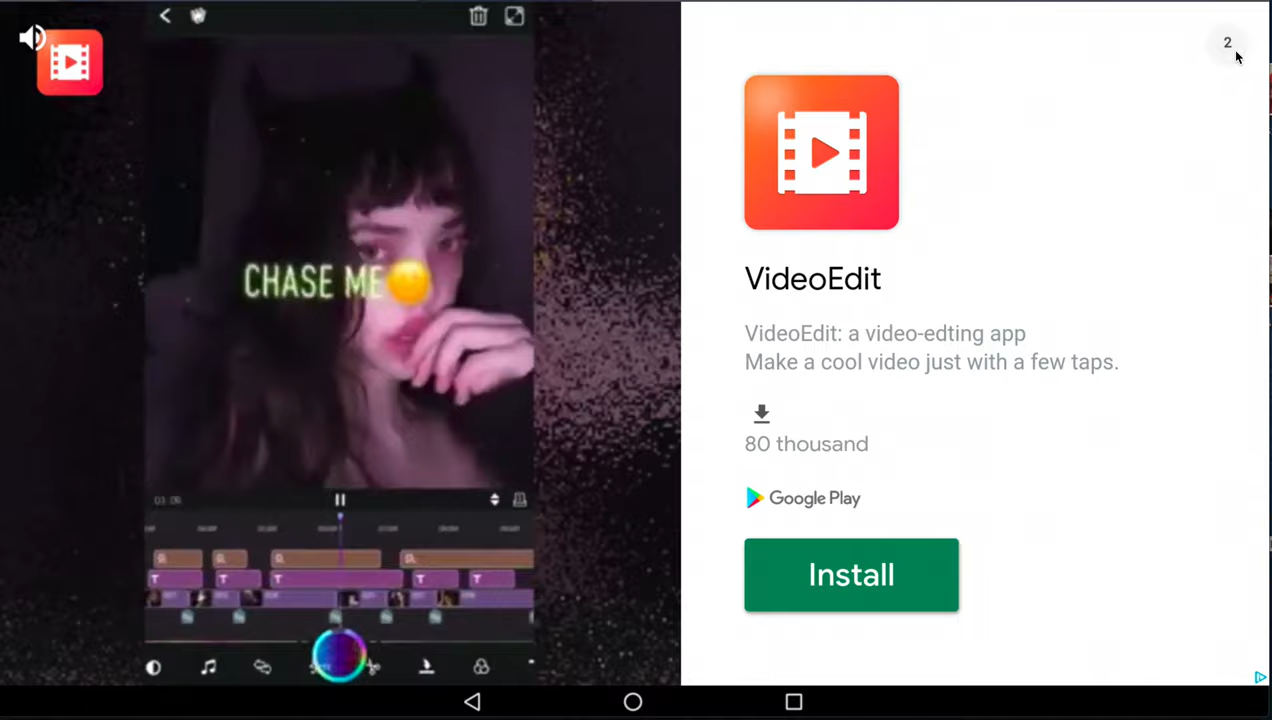 2
CHASE ME
VideoEdit
VideoEdit: a video-edting app
Make a cool video just with a few taps.
80 thousand
Google Play
Install
T
T
T
T
T